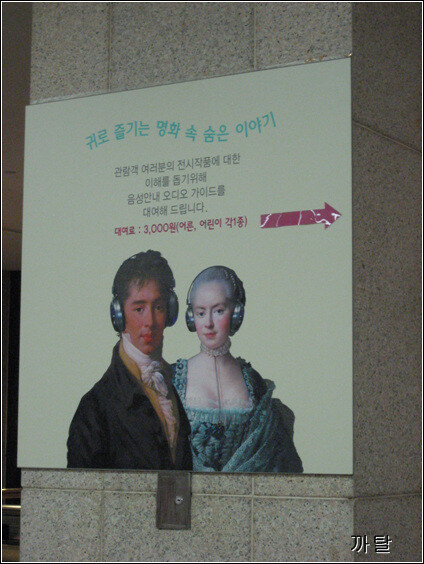 귀로 즐기는 명화 속 숨은 이야기
관람객 여러분의 전시작품에 대한
이해를 돕기위해
음성안내 오디오 가이드를
대여해 드립니다.
대여료 : 3,000원(어른, 어린이 각1종)
까탈